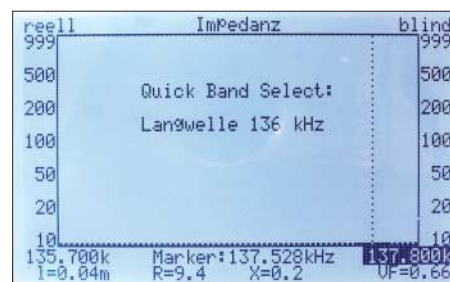 reell Impedanz blind
999 999
500 500
Quick Band Select:
200 200
Langwelle 136 kHz
100 100
50 50
20 20
10 10
135.700k Marker:137.528kHz 137.800k
l=0.04m R=9.4 X=0.2 VF=0.66